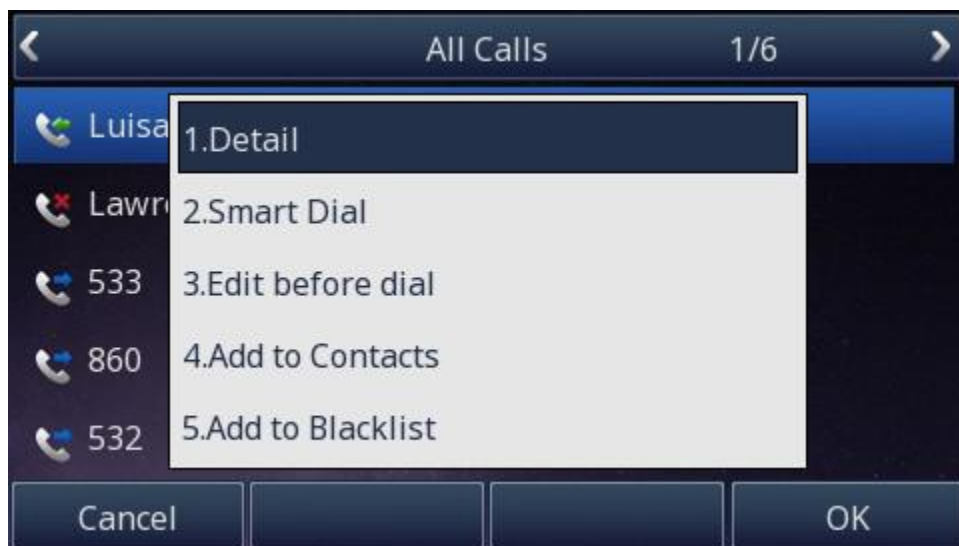 All Calls 1/6
Luisa
1.Detail
Lawr
2.Smart Dial
533
3.Edit before dial
860
4.Add to Contacts
532
5.Add to Blacklist
Cancel OK